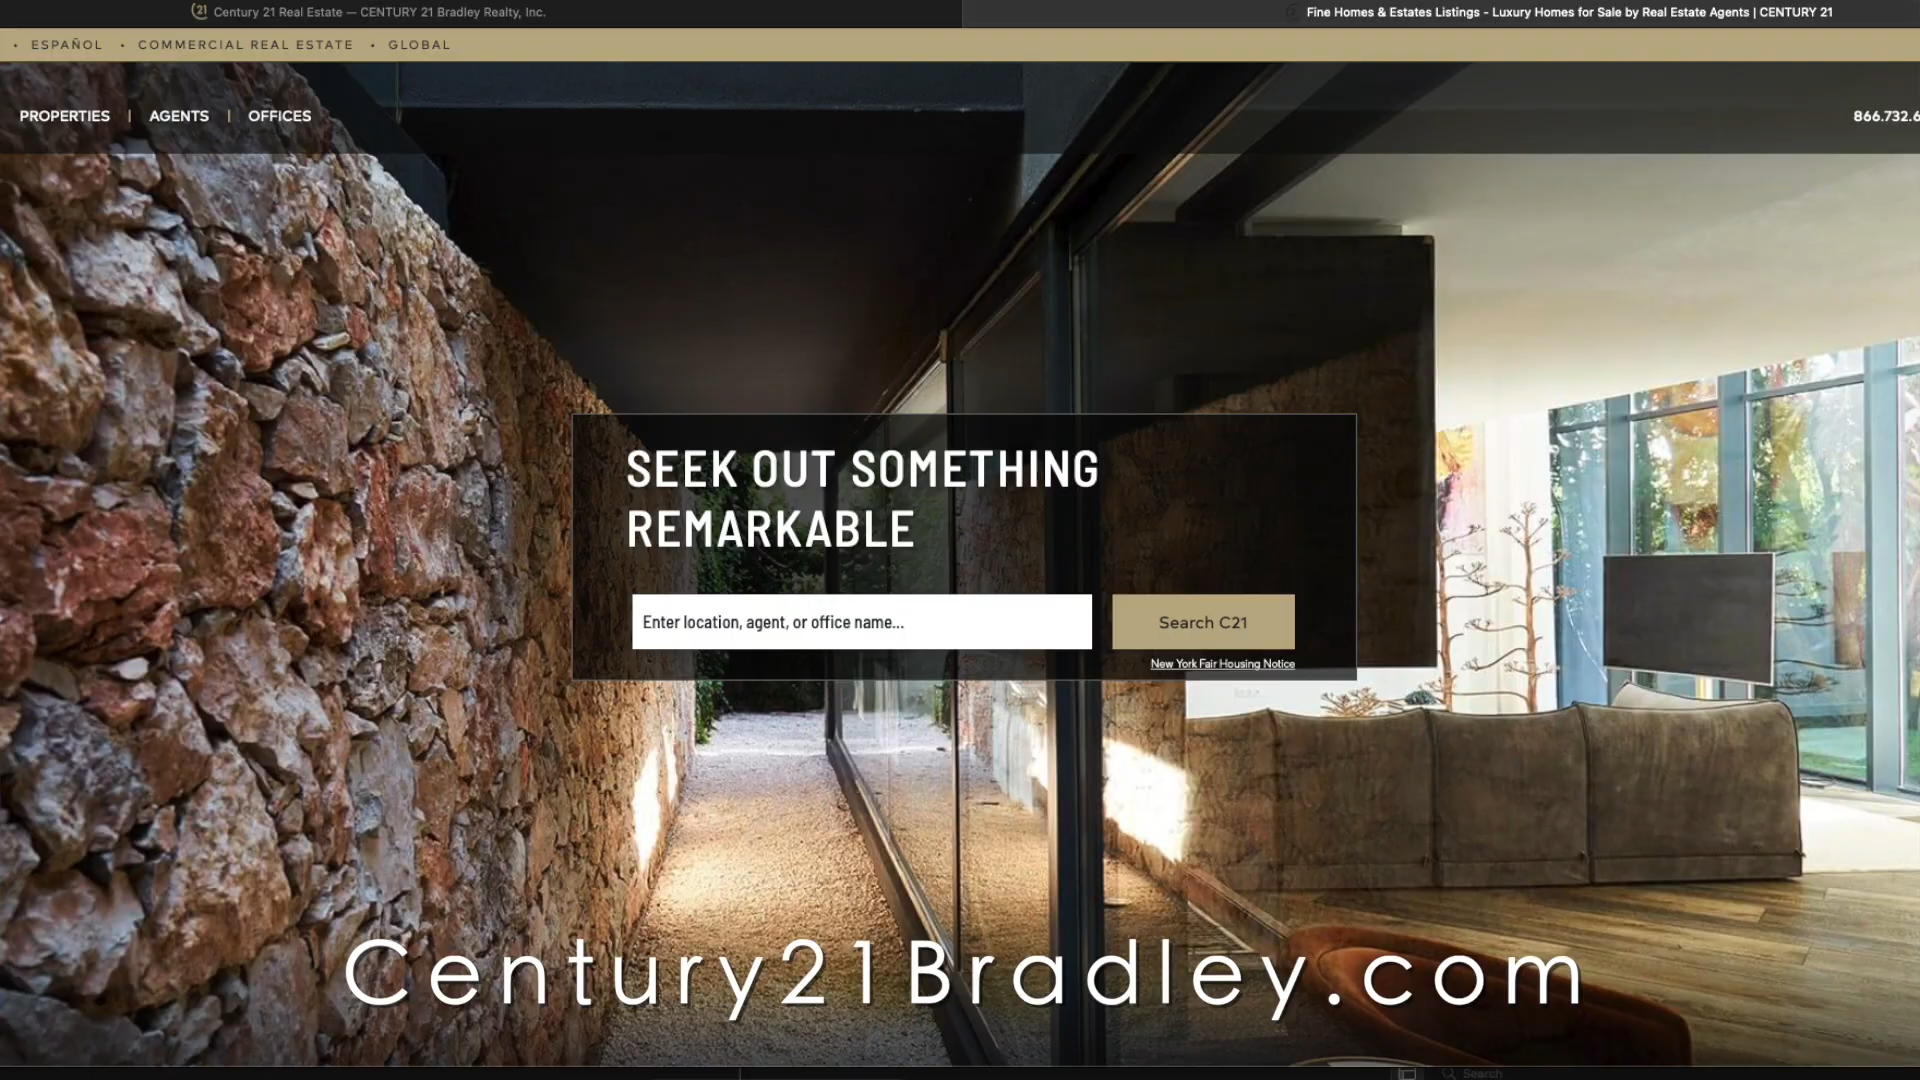 Century 21 Real Estate — CENTURY 21 Bradley Realty, Inc.
Fine Homes & Estates Listings - Luxury Homes for Sale by Real Estate Agents | CENTURY 21
• ESPAÑOL • COMMERCIAL REAL ESTATE • GLOBAL
PROPERTIES | AGENTS | OFFICES
866.732.6
SEEK OUT SOMETHING
REMARKABLE
Enter location, agent, or office name...
Search C21
New York Fair Housing Notice
Century21Bradley.com
Search